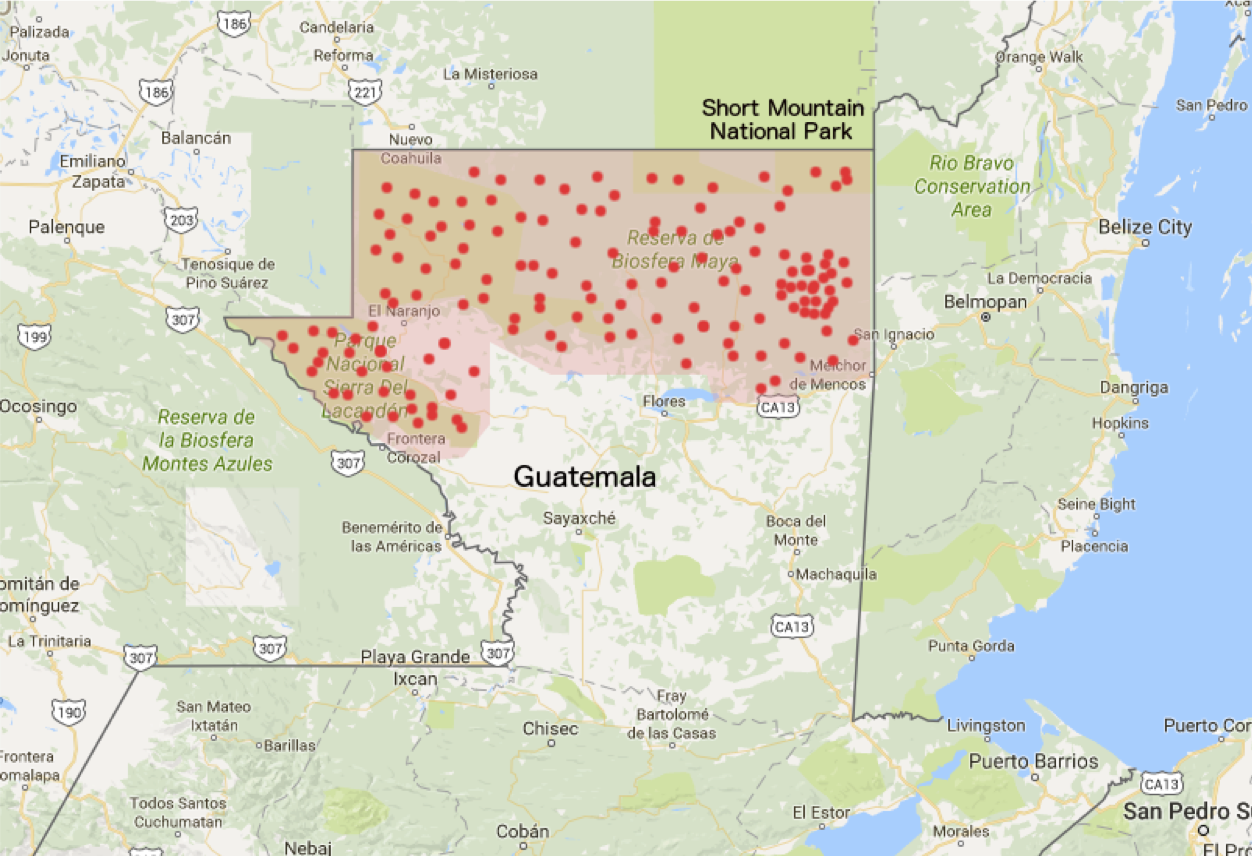 186
Palizada
Candelaria
Xca
Jonuta
Reforma
Orange Walk
La Misteriosa
186
221
Short Mountain
National Park
San Pedro
Balancán
Nuevo
Coahuila
Emiliano
Zapata
Rio Bravo
Conservation
Area
203
Palenque
Belize City
Reserva de
Biosfera Maya
Tenosique de
Pino Suárez
La Democracia
Belmopan
El Naranjo
307
199
San Ignacio
Parque
Nacional
Sierra Del
Lacandón
Melchor
de Mencos
Dangriga
Flores
CA13
Ocosingo
Reserva de
la Biosfera
Montes Azules
Hopkins
Frontera
Corozal
307
Guatemala
Seine Bight
Sayaxché
Benemérito de
las Américas
Boca del
Monte
Placencia
Machaquila
omitán de
omínguez
CA13
La Trinitaria
307
307
307
Punta Gorda
Playa Grande
Ixcan
190
San Mateo
Ixtatán
Fray
Bartolomé
de las Casas
Chisec
Livingston
Puerto Cor
Barillas
Frontera
omalapa
Puerto Barrios
CA13
Todos Santos
Cuchumatan
El Estor
San Pedro Su
Cobán
Morales
Nebaj
El Pro